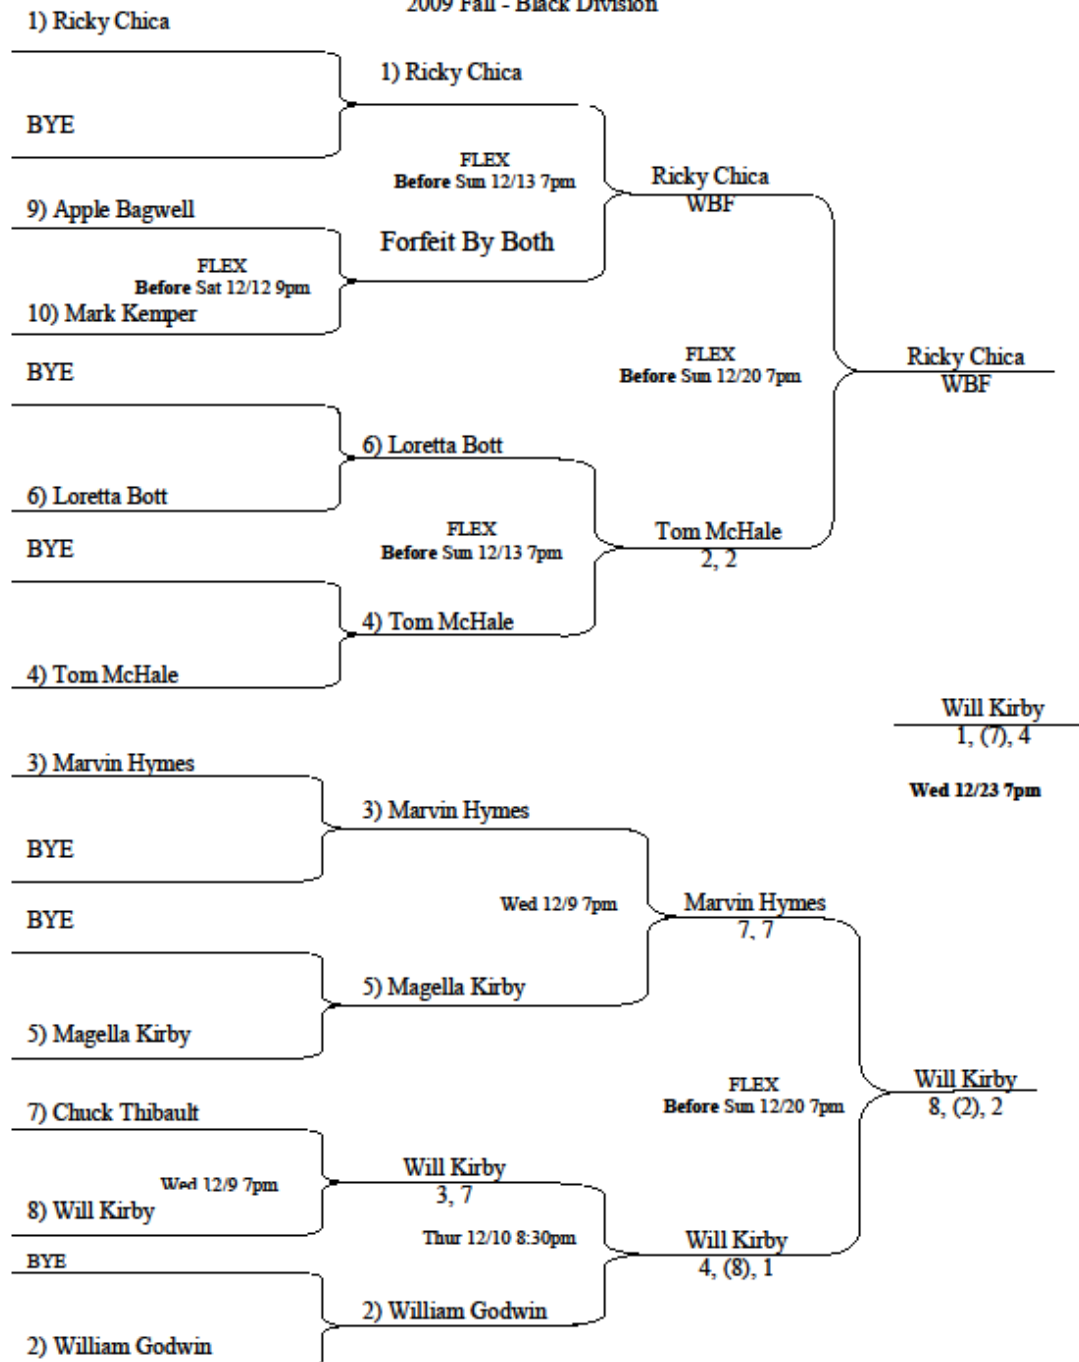 2009 Fall - Black Division
1) Ricky Chica
1) Ricky Chica
BYE
FLEX
Before Sun 12/13 7pm
Ricky Chica
WBF
9) Apple Bagwell
Forfeit By Both
FLEX
Before Sat 12/12 9pm
10) Mark Kemper
BYE
FLEX
Before Sun 12/20 7pm
Ricky Chica
WBF
6) Loretta Bott
6) Loretta Bott
BYE
FLEX
Before Sun 12/13 7pm
Tom McHale
2, 2
4) Tom McHale
4) Tom McHale
Will Kirby
1, (7), 4
Wed 12/23 7pm
3) Marvin Hymes
3) Marvin Hymes
BYE
Wed 12/9 7pm
Marvin Hymes
7, 7
BYE
5) Magella Kirby
5) Magella Kirby
FLEX
Before Sun 12/20 7pm
Will Kirby
8, (2), 2
7) Chuck Thibault
Will Kirby
3, 7
Wed 12/9 7pm
8) Will Kirby
Thur 12/10 8:30pm
Will Kirby
4, (8), 1
BYE
2) William Godwin
2) William Godwin